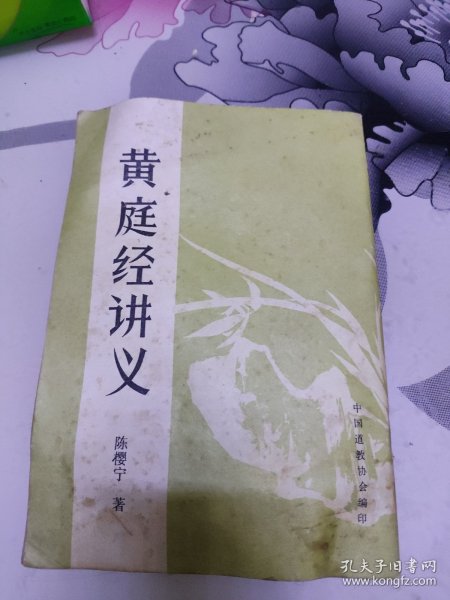 黄庭经讲义
陈樱宁 著
中国道教协会编印
孔夫子旧书网
www.kongfz.com